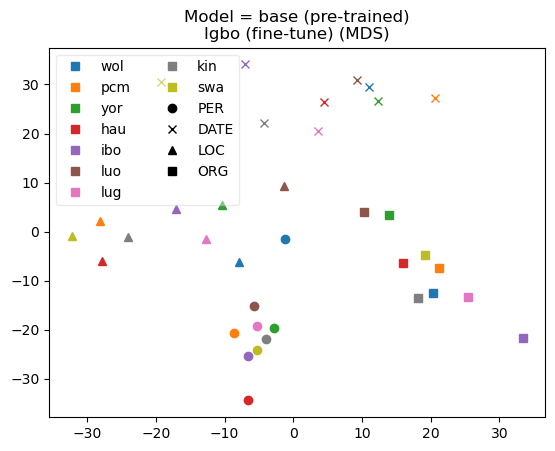 Model = base (pre-trained)
Igbo (fine-tune) (MDS)
wol
pcm
yor
hau
ibo
luo
lug
kin
swa
PER
DATE
LOC
ORG
30
20
10
0
−10
−20
−30
−30
−20
−10
0
10
20
30